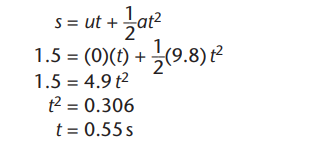 s = ut + 1/2at²
1.5 = (0)(t) + 1/2(9.8) t²
1.5 = 4.9 t²
t² = 0.306
t = 0.55 s